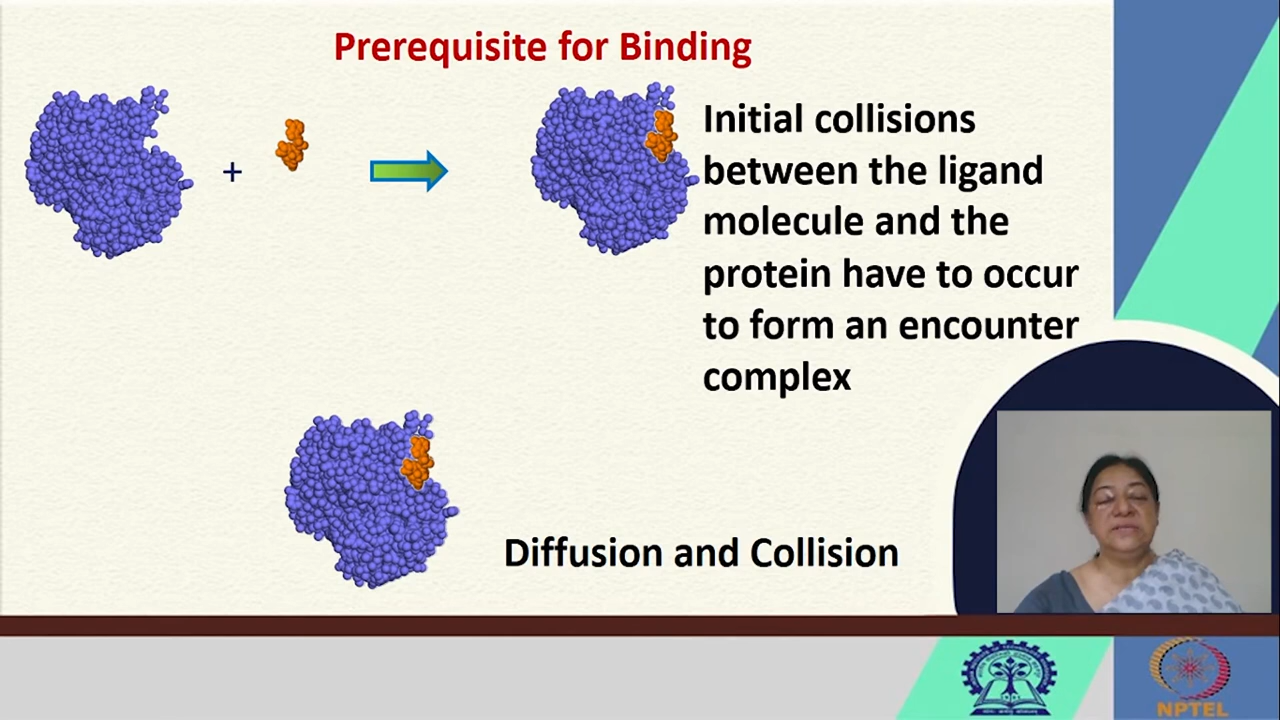 Prerequisite for Binding
+
Initial collisions
between the ligand
molecule and the
protein have to occur
to form an encounter
complex
Diffusion and Collision
NPTEL